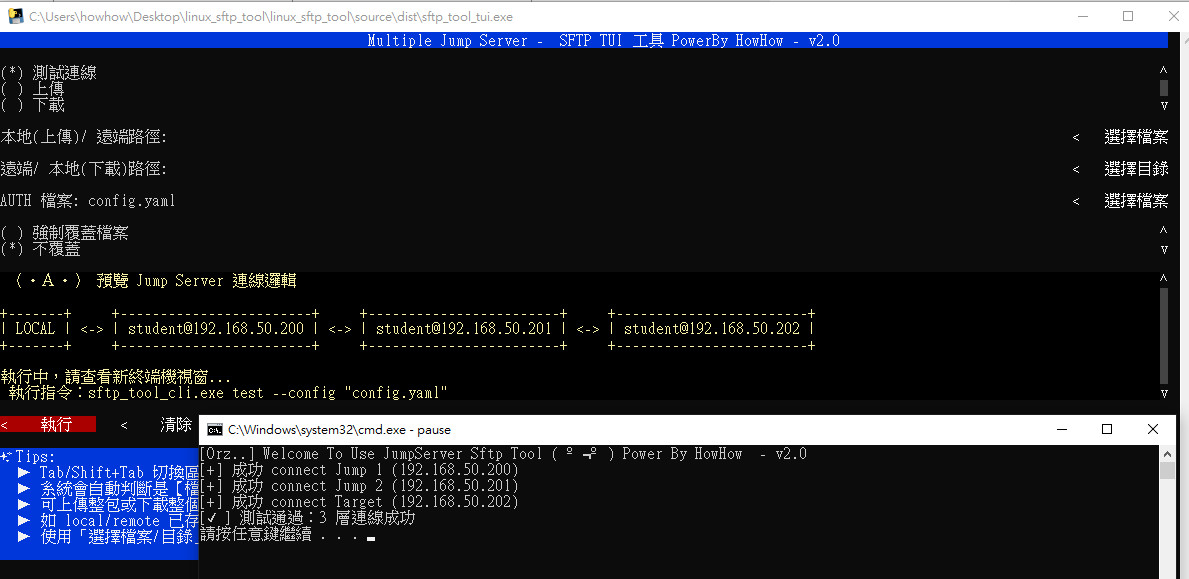 C:\Users\howhow\Desktop\linux_sftp_tool\linux_sftp_tool\source\dist\sftp_tool_tui.exe
Multiple Jump Server -  SFTP TUI 工具 PowerBy HowHow - v2.0
(*) 測試連線
( ) 上傳
( ) 下載
本地(上傳)/ 遠端路徑: < 選擇檔案
遠端/ 本地(下載)路徑: < 選擇目錄
AUTH 檔案: config.yaml < 選擇檔案
( ) 強制覆蓋檔案
(*) 不覆蓋
(・A・) 預覽 Jump Server 連線邏輯
+-------+     +------------------------+     +------------------------+     +------------------------+
| LOCAL | <-> | student@192.168.50.200 | <-> | student@192.168.50.201 | <-> | student@192.168.50.202 |
+-------+     +------------------------+     +------------------------+     +------------------------+
執行中，請查看新終端機視窗...
執行指令：sftp_tool_cli.exe test --config "config.yaml"
< 執行 < 清除
Tips:
▶ Tab/Shift+Tab 切換區
▶ 系統會自動判斷是【檔
▶ 可上傳整包或下載整個
▶ 如 local/remote 已存
▶ 使用「選擇檔案/目錄
C:\Windows\system32\cmd.exe - pause
[Orz..] Welcome To Use JumpServer Sftp Tool ( º ¬º ) Power By HowHow  - v2.0
[+] 成功 connect Jump 1 (192.168.50.200)
[+] 成功 connect Jump 2 (192.168.50.201)
[+] 成功 connect Target (192.168.50.202)
[✓ ] 測試通過：3 層連線成功
請按任意鍵繼續 . . .